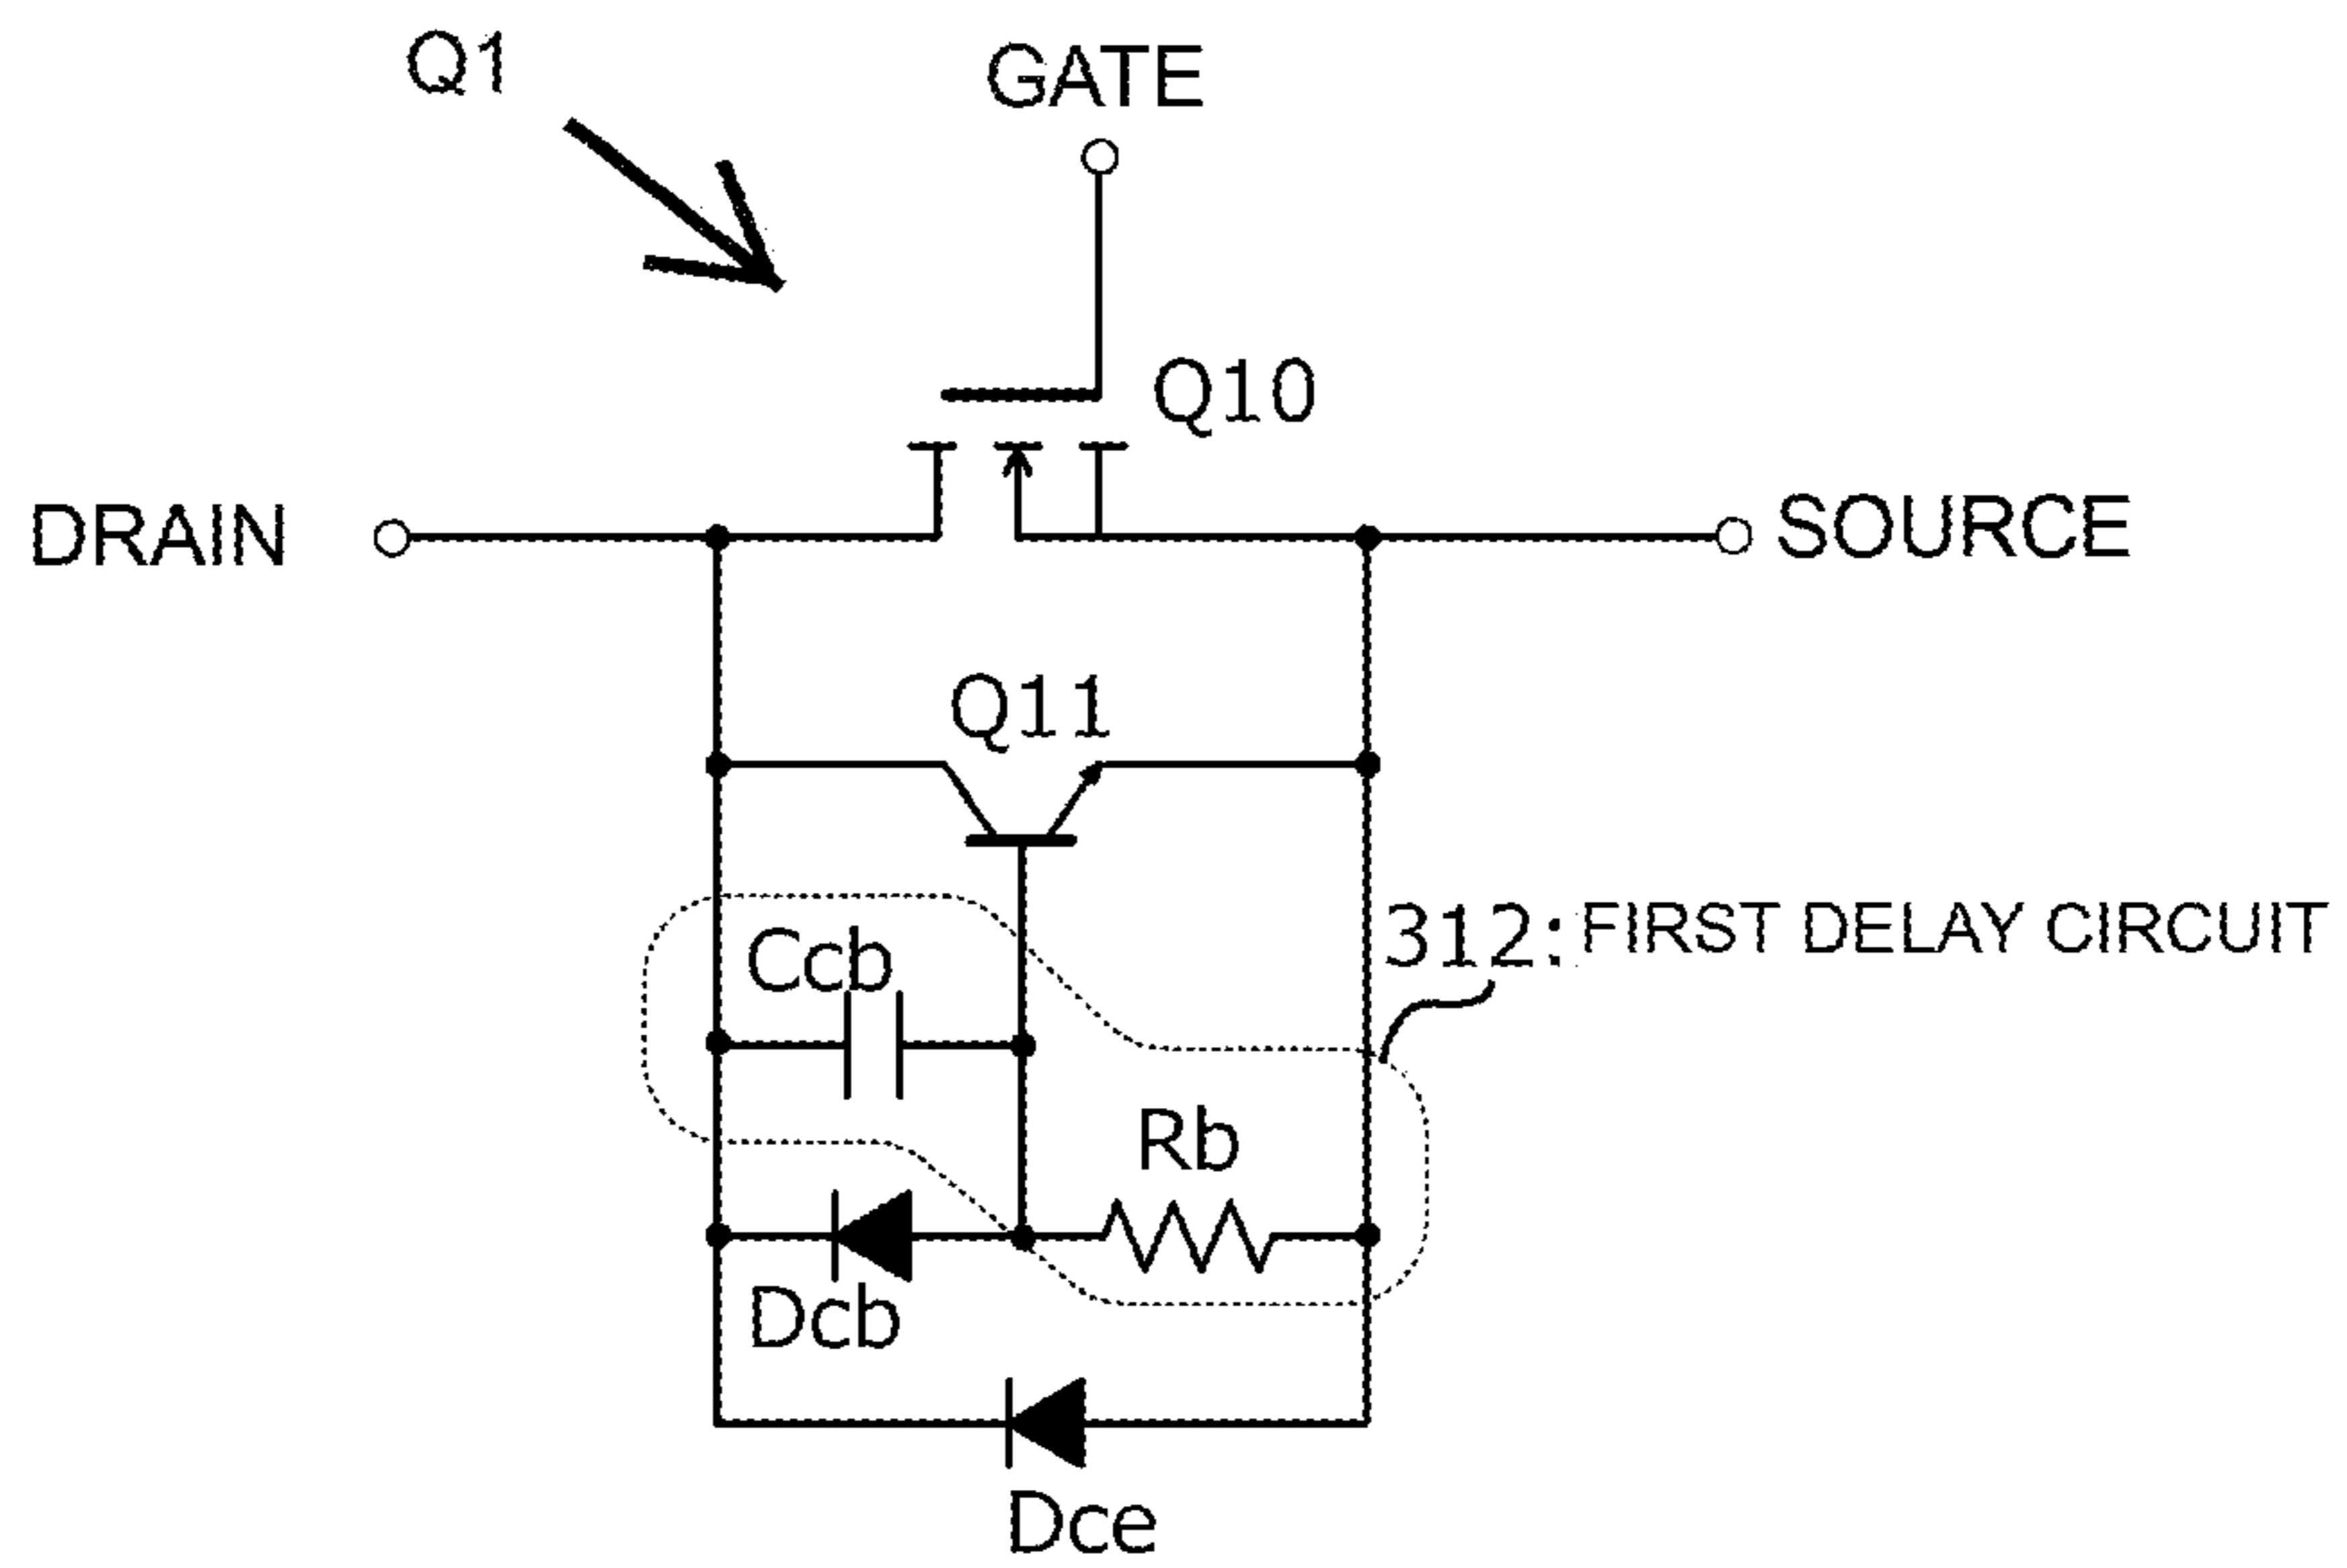 Q1
GATE
Q10
DRAIN
SOURCE
Q11
312:FIRST DELAY CIRCUIT
Ccb
Rb
Dcb
Dce